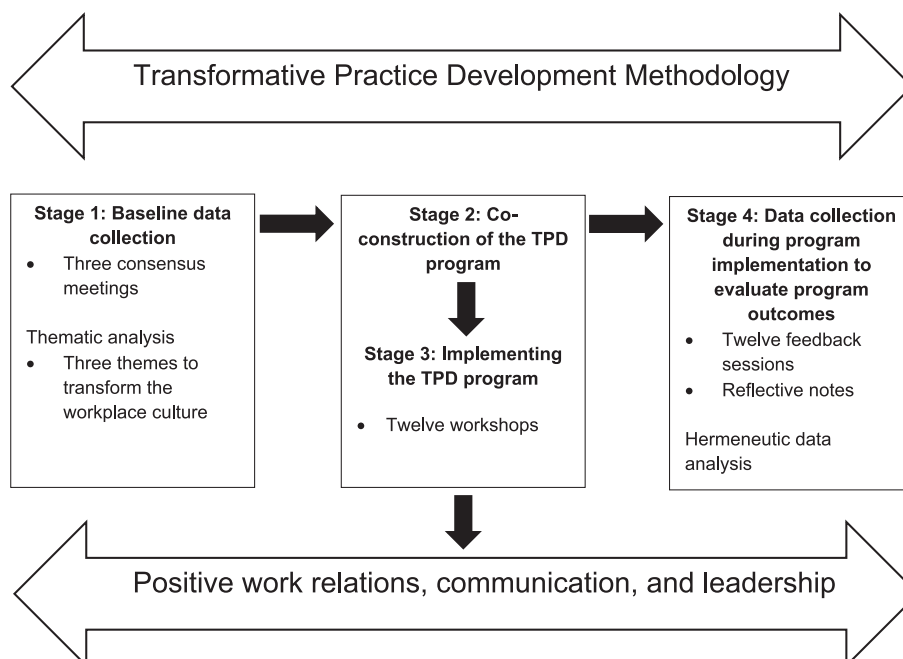 Transformative Practice Development Methodology
Stage 1: Baseline data
collection
• Three consensus
meetings
Thematic analysis
• Three themes to
transform the
workplace culture
Stage 2: Co-
construction of the TPD
program
Stage 3: Implementing
the TPD program
• Twelve workshops
Stage 4: Data collection
during program
implementation to
evaluate program
outcomes
• Twelve feedback
sessions
• Reflective notes
Hermeneutic data
analysis
Positive work relations, communication, and leadership